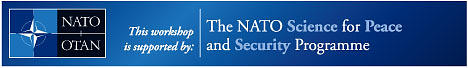 NATO
+
OTAN
This workshop
is supported by:
The NATO Science for Peace
and Security Programme